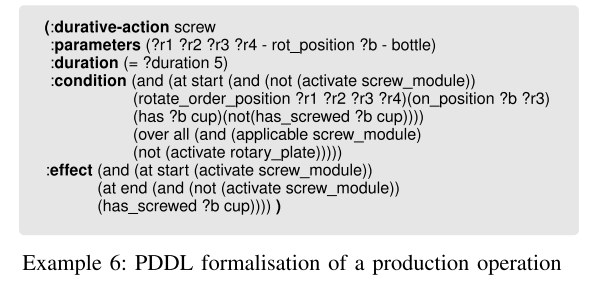 (:durative-action screw
:parameters (?r1 ?r2 ?r3 ?r4 - rot_position ?b - bottle)
:duration (= ?duration 5)
:condition (and (at start (and (not (activate screw_module))
(rotate_order_position ?r1 ?r2 ?r3 ?r4)(on_position ?b ?r3)
(has ?b cup)(not(has_screwed ?b cup))))
(over all (and (applicable screw_module)
(not (activate rotary_plate)))))
:effect (and (at start (activate screw_module))
(at end (and (not (activate screw_module))
(has_screwed ?b cup)))) )
Example 6: PDDL formalisation of a production operation